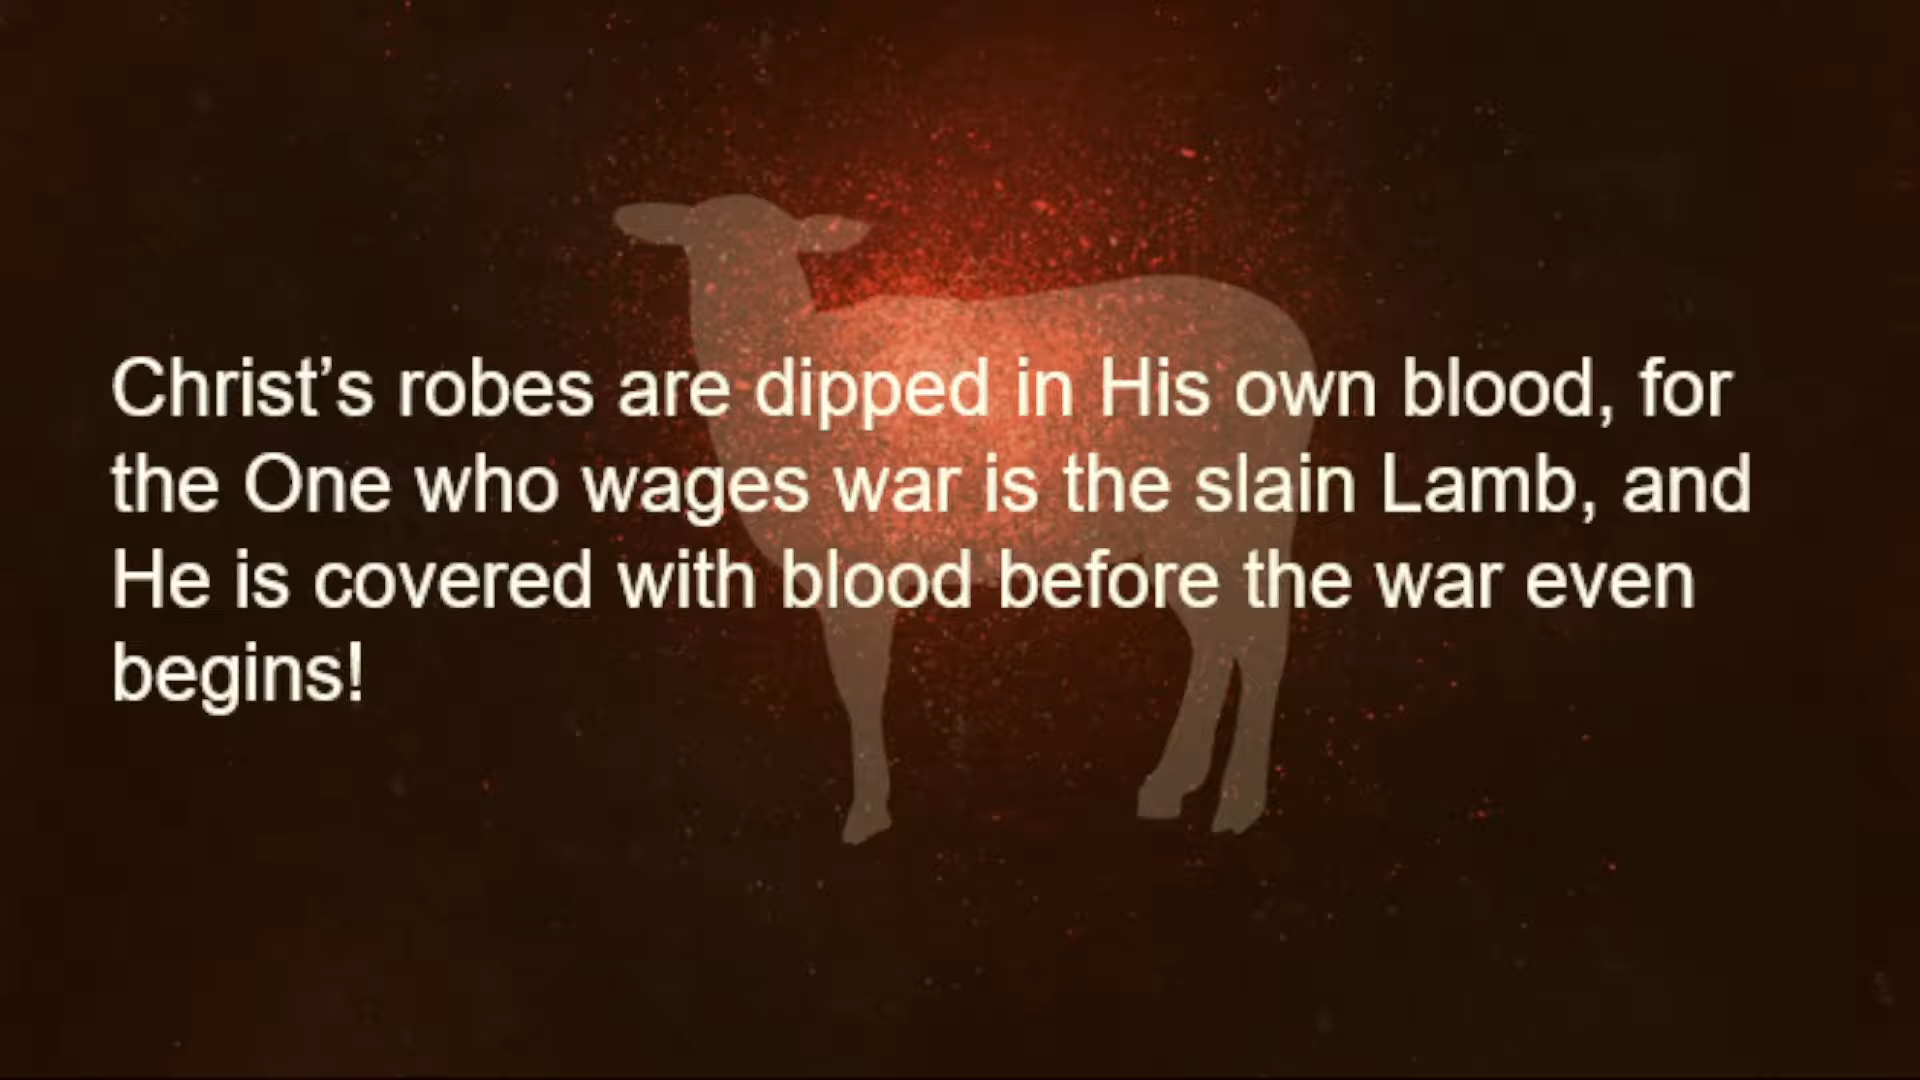 Christ’s robes are dipped in His own blood, for
the One who wages war is the slain Lamb, and
He is covered with blood before the war even
begins!